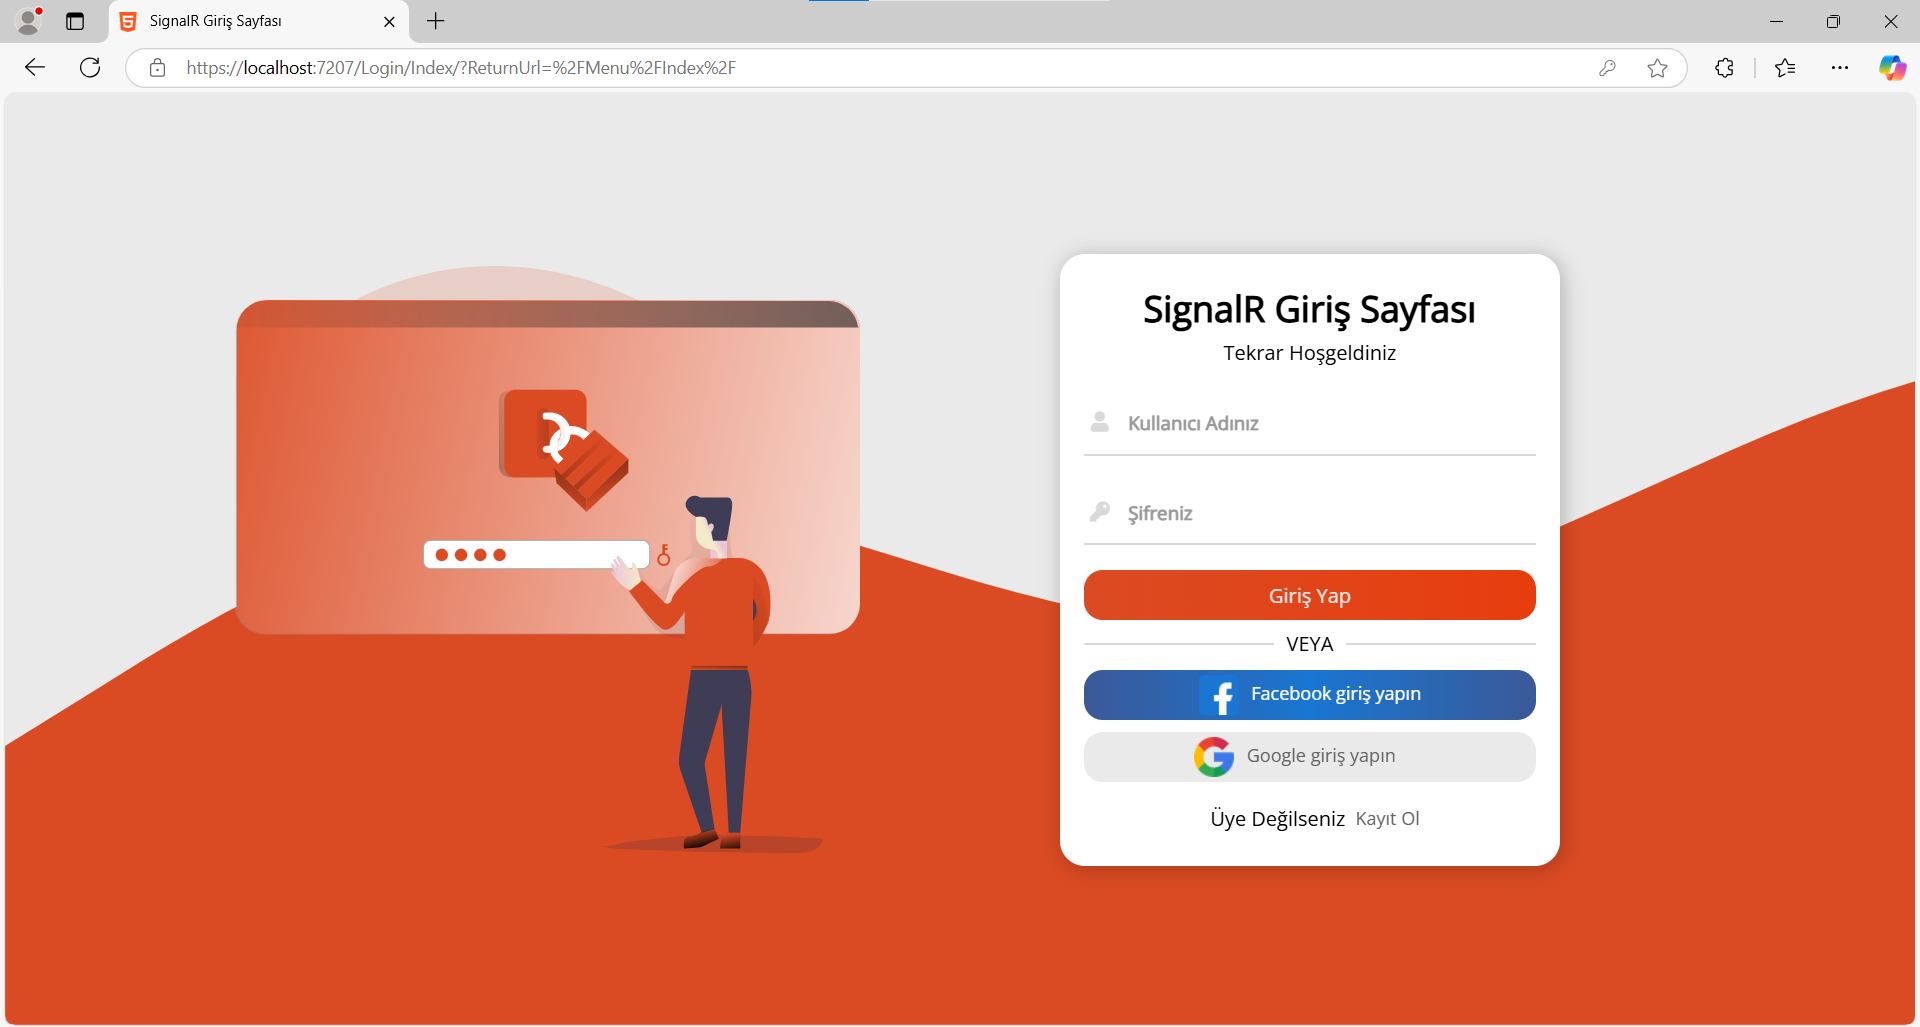 SignalR Giriş Sayfası
https://localhost:7207/Login/Index/?ReturnUrl=%2FMenu%2FIndex%2F
SignalR Giriş Sayfası
Tekrar Hoşgeldiniz
Kullanıcı Adınız
Şifreniz
Giriş Yap
VEYA
Facebook giriş yapın
Google giriş yapın
Üye Değilseniz Kayıt Ol